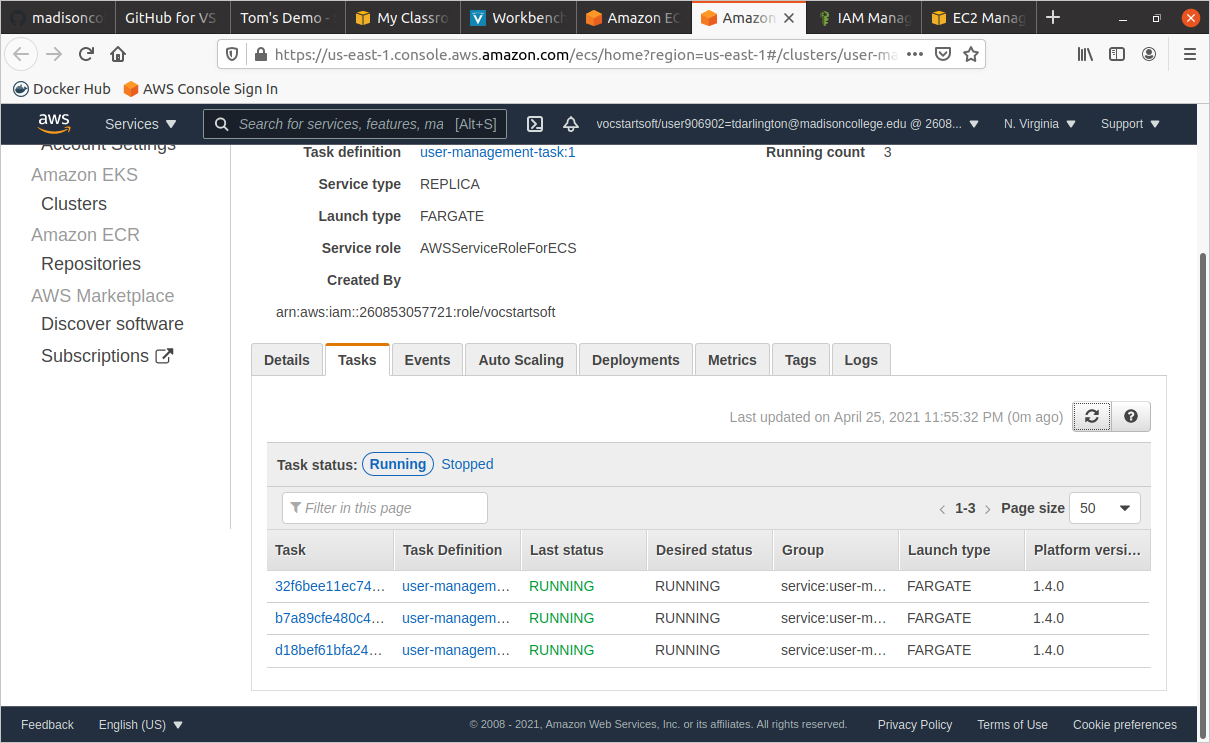 madisonco
GitHub for VS
Tom's Demo -
My Classro
Workbench
Amazon EC
Amazon
IAM Manag
EC2 Manag
https://us-east-1.console.aws.amazon.com/ecs/home?region=us-east-1#/clusters/user-ma
Docker Hub
AWS Console Sign In
aws
Services
Search for services, features, ma
[Alt+S]
vocstartsoft/user906902=tdarlington@madisoncollege.edu @ 2608...
N. Virginia
Support
Account Settings
Amazon EKS
Clusters
Amazon ECR
Repositories
AWS Marketplace
Discover software
Subscriptions
Task definition user-management-task:1
Running count 3
Service type REPLICA
Launch type FARGATE
Service role AWSServiceRoleForECS
Created By
arn:aws:iam::260853057721:role/vocstartsoft
Details Tasks Events Auto Scaling Deployments Metrics Tags Logs
Last updated on April 25, 2021 11:55:32 PM (0m ago)
Task status: Running Stopped
Filter in this page
1-3 Page size 50
Task Task Definition Last status Desired status Group Launch type Platform versi...
32f6bee11ec74... user-managem... RUNNING RUNNING service:user-m... FARGATE 1.4.0
b7a89cfe480c4... user-managem... RUNNING RUNNING service:user-m... FARGATE 1.4.0
d18bef61bfa24... user-managem... RUNNING RUNNING service:user-m... FARGATE 1.4.0
Feedback English (US)
© 2008 - 2021, Amazon Web Services, Inc. or its affiliates. All rights reserved.
Privacy Policy Terms of Use Cookie preferences